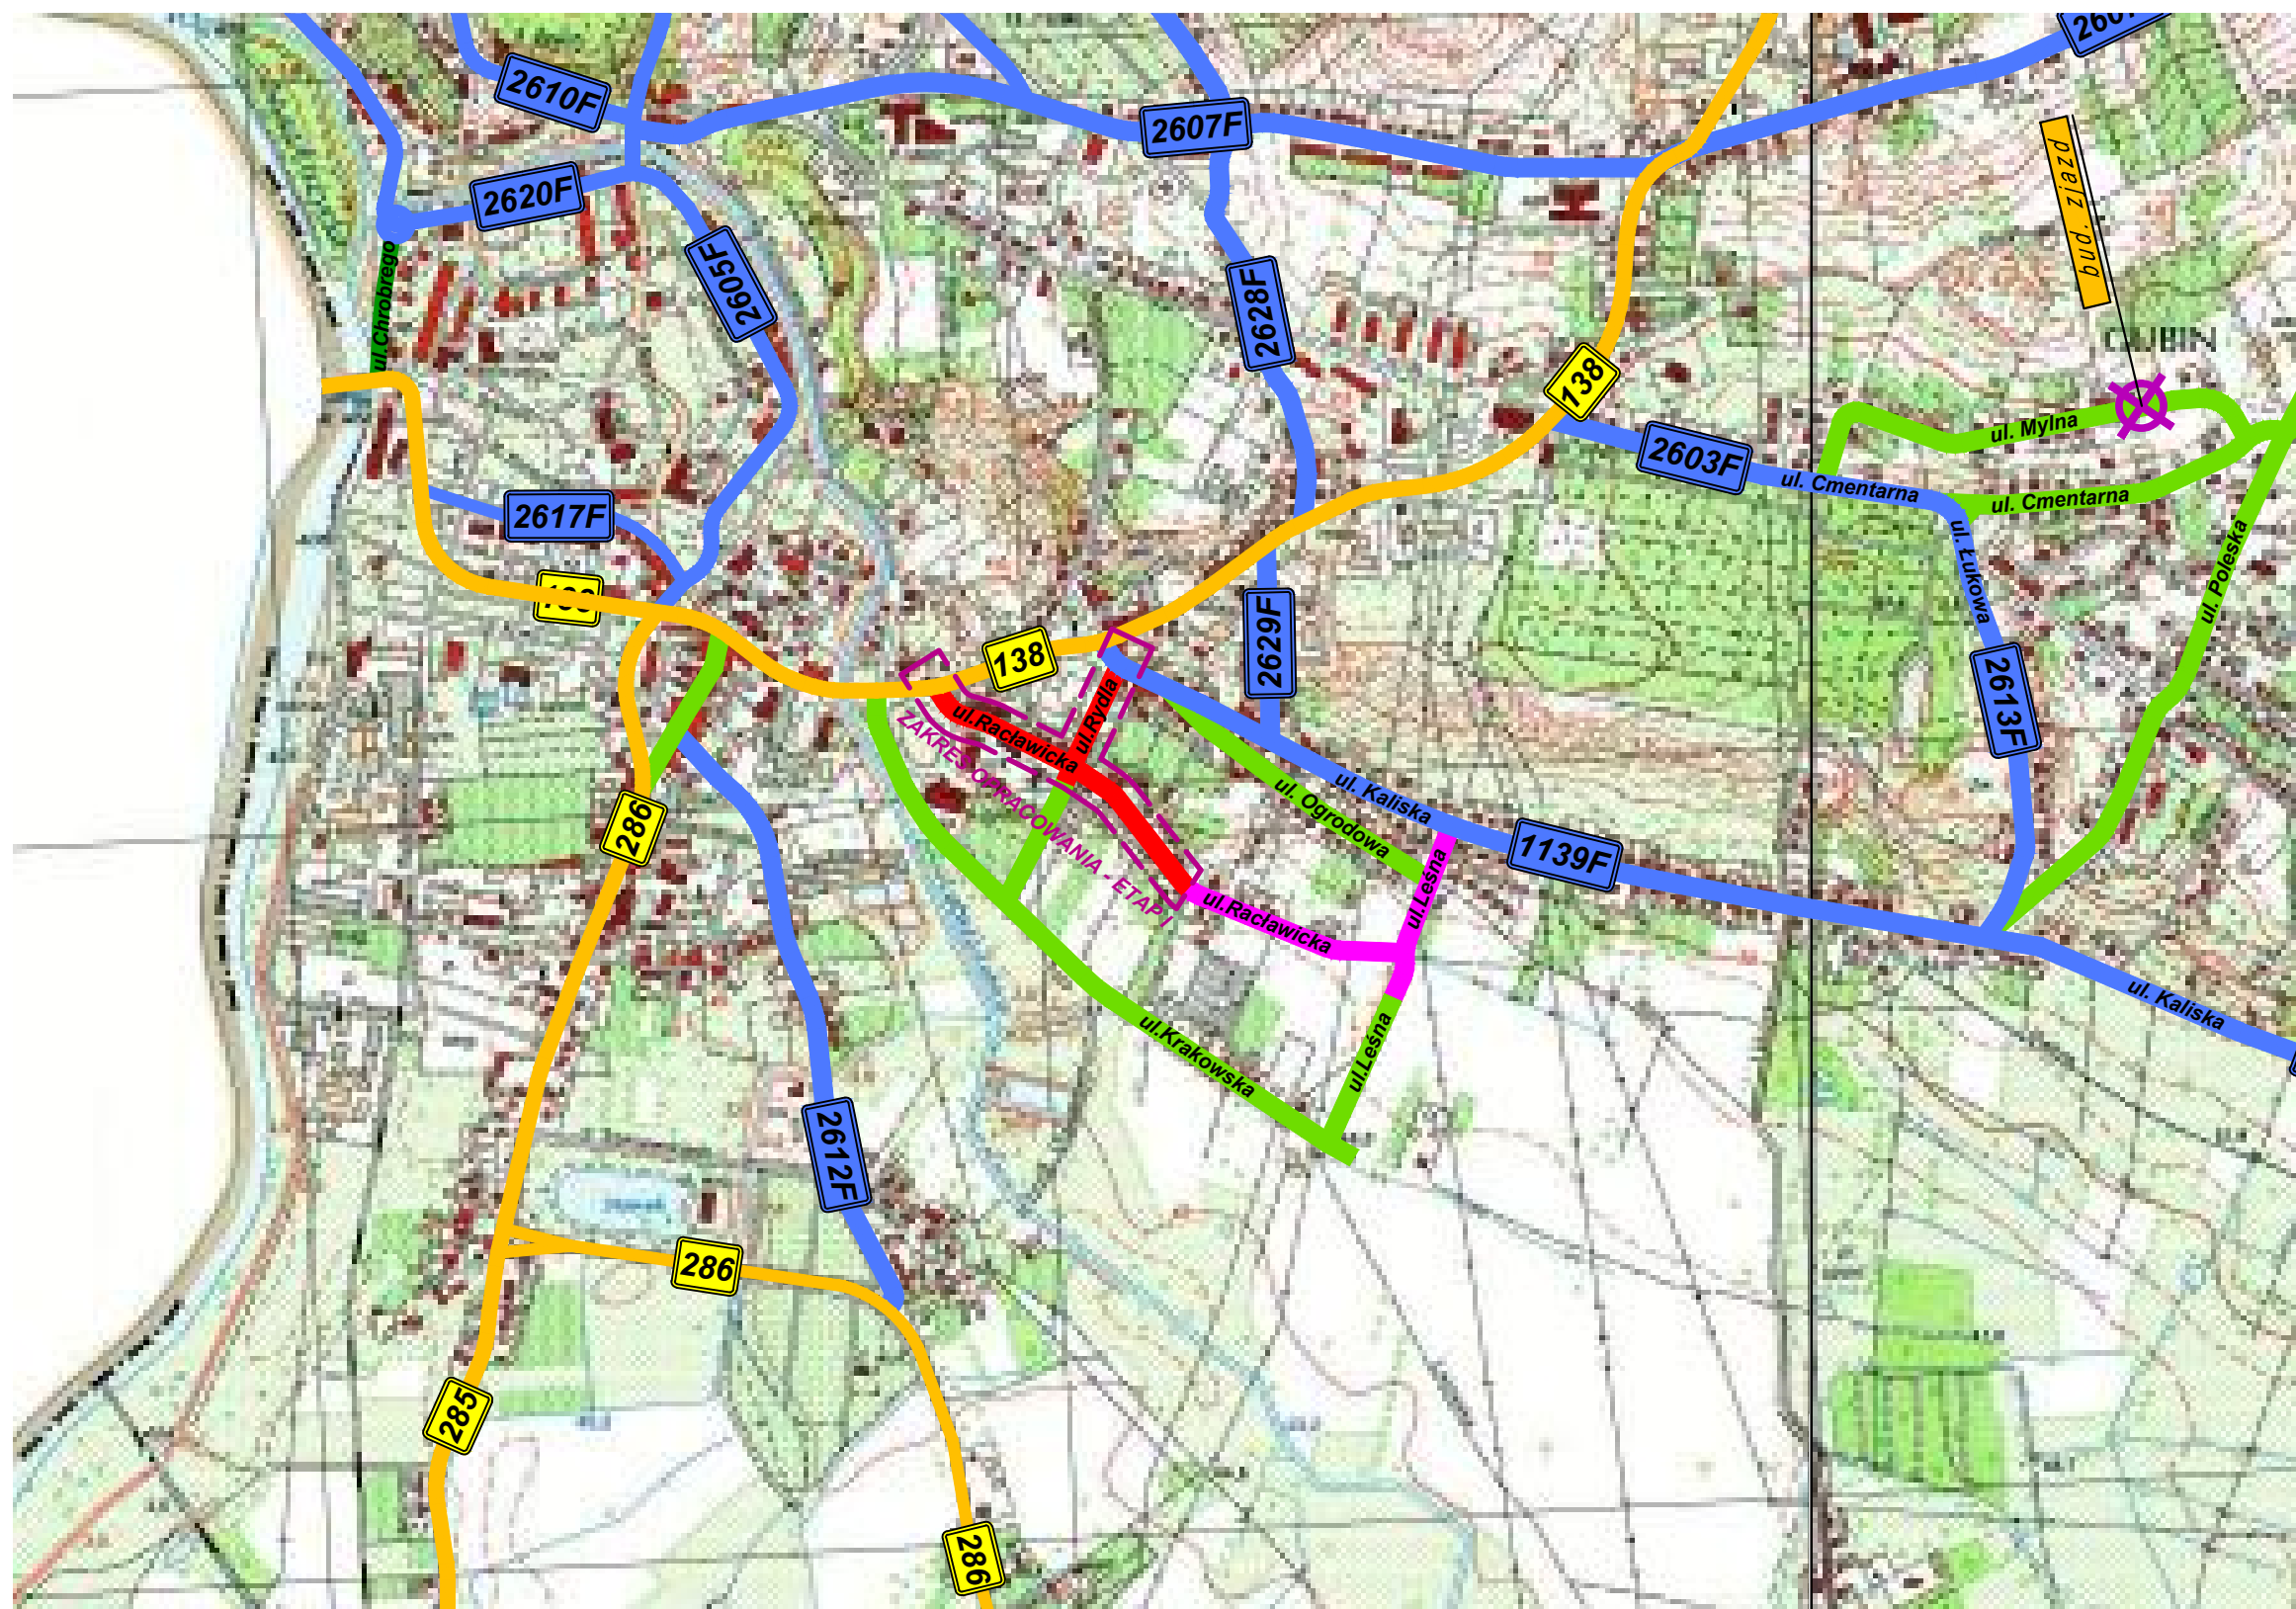 2610F
2607F
2620F
2605F
2628F
bud. zjazd
GUBIN
ul.Chrobrego
138
2603F
ul. Mylna
ul. Cmentarna
ul. Cmentarna
2617F
ul. Łukowa
ul. Poleska
138
2629F
2613F
ul.Rydla
ul.Racławicka
ZAKRES OPRACOWANIA - ETAP I
ul. Kaliska
ul. Ogrodowa
286
1139F
ul.Leśna
ul.Racławicka
ul. Kaliska
ul.Krakowska
ul.Leśna
2612F
286
285
286